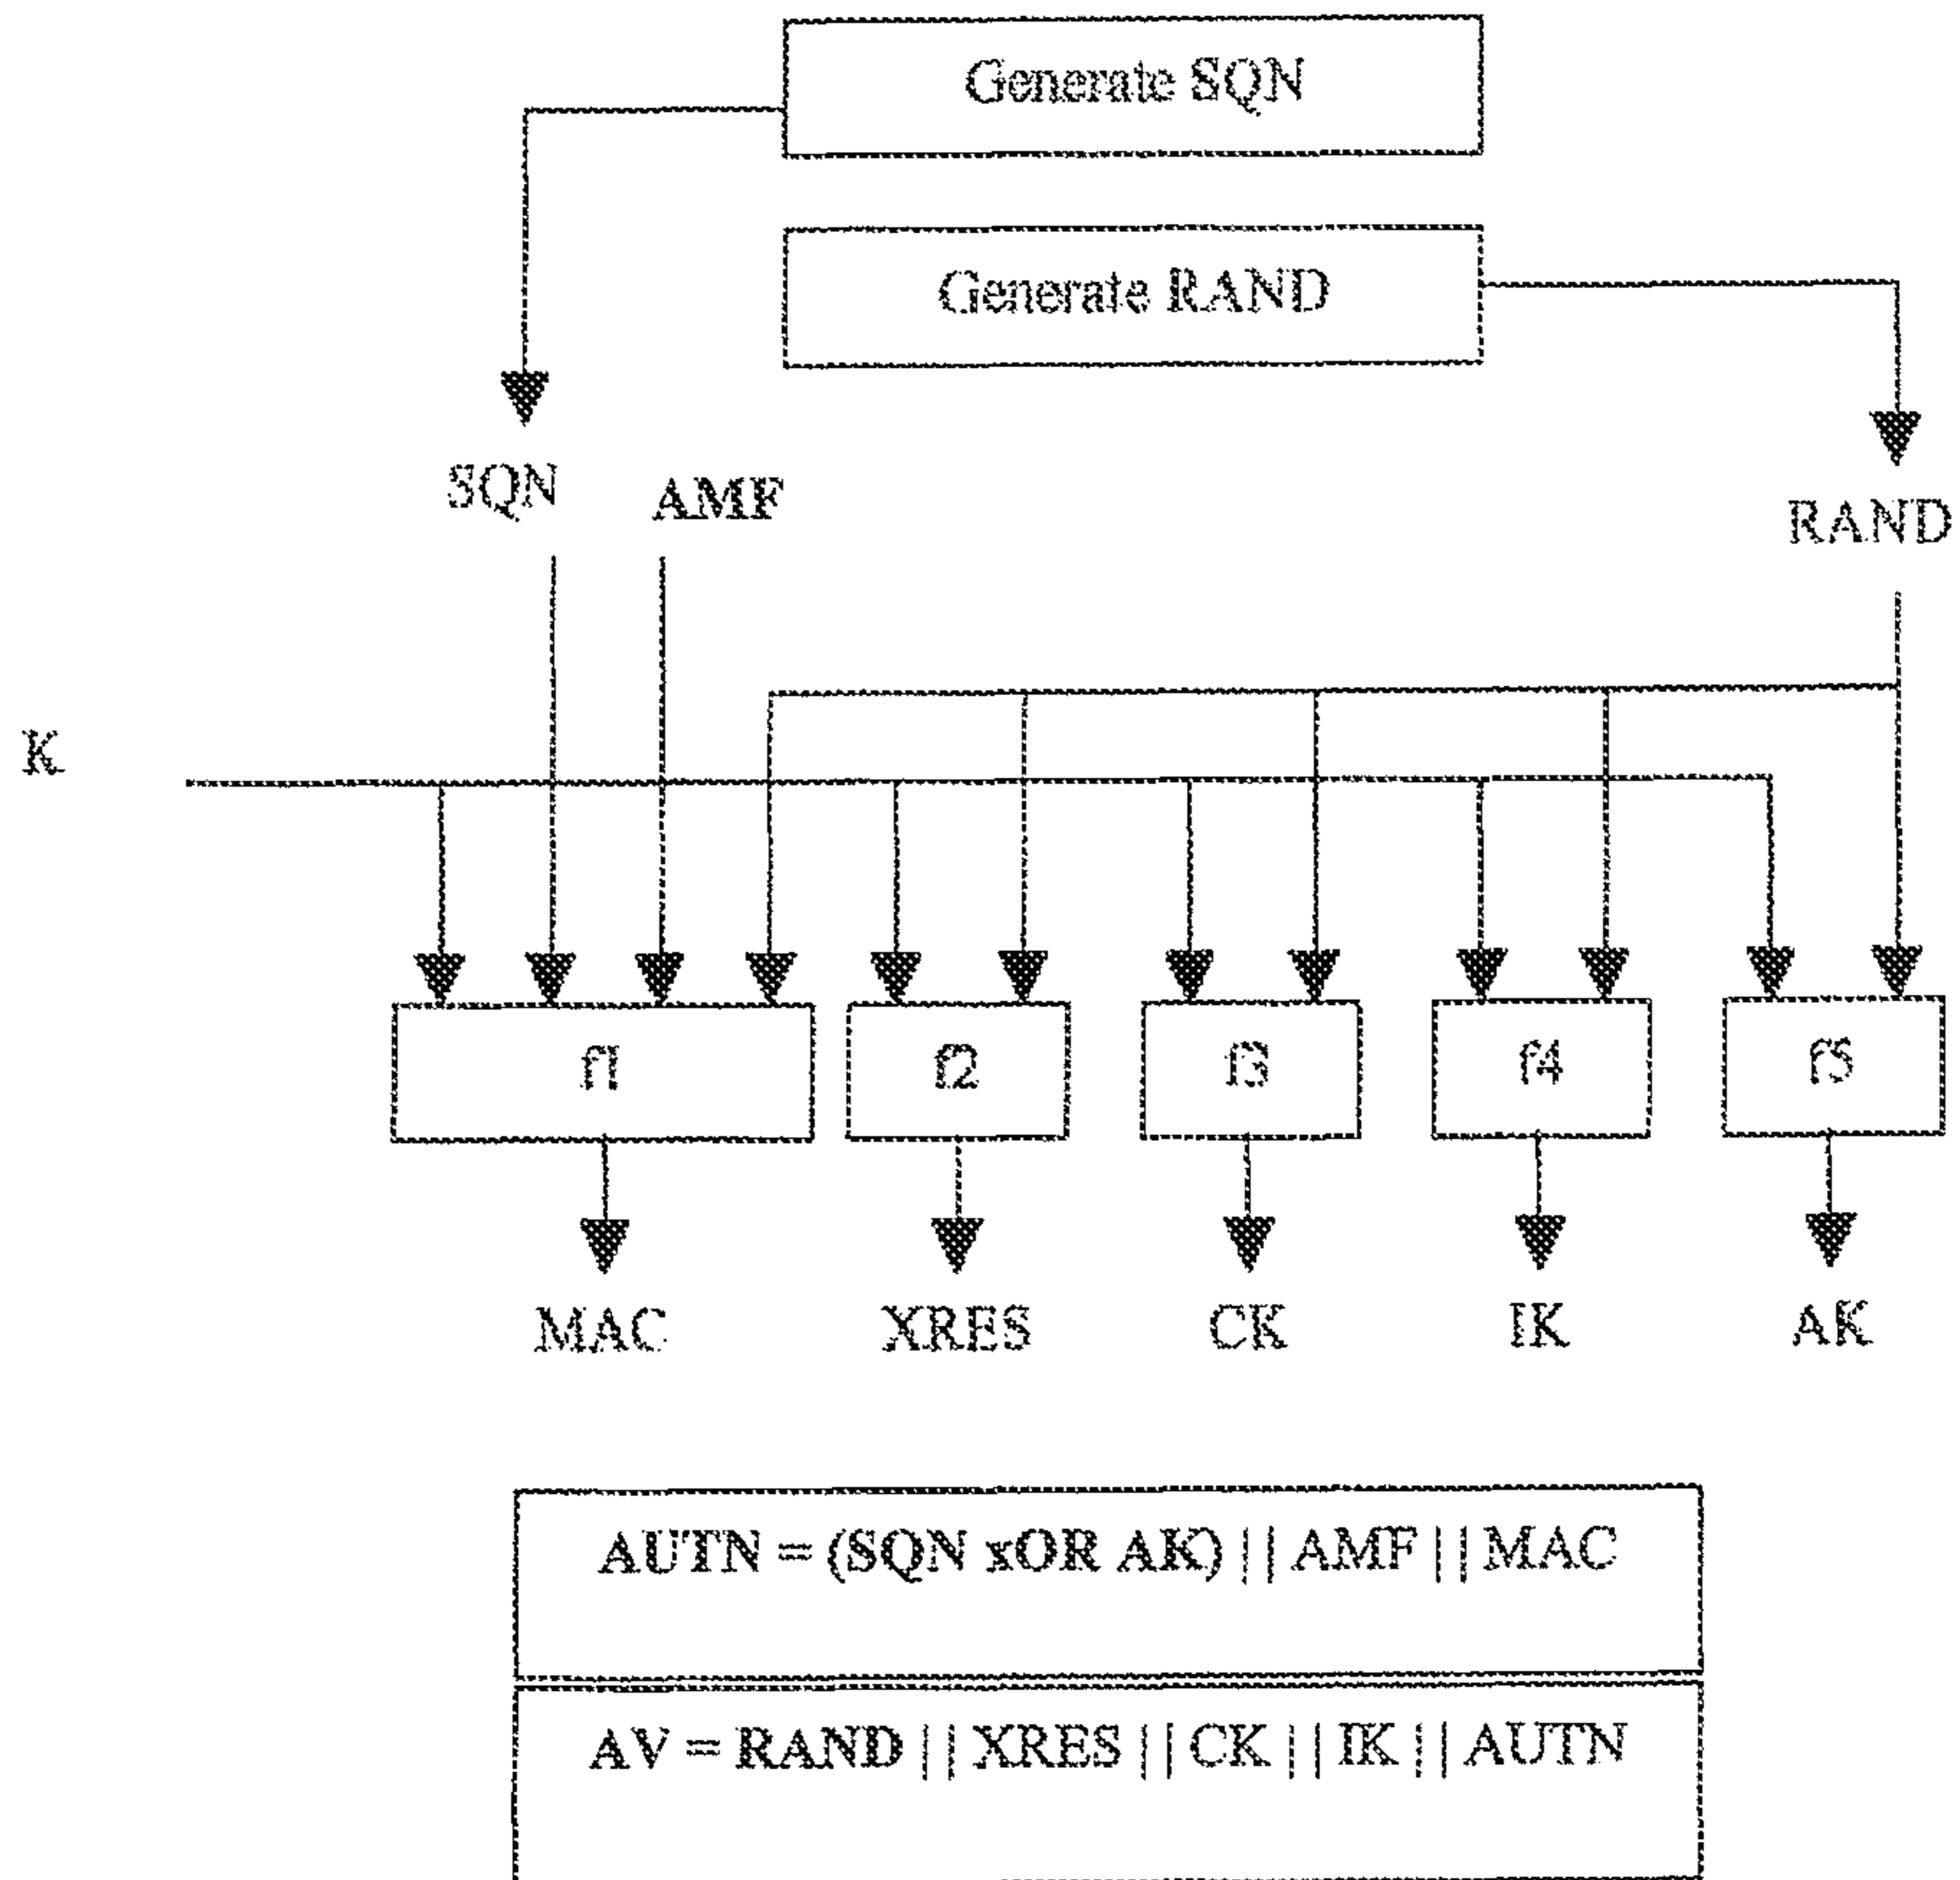 Generate SQN
Generate RAND
SQN
AMF
RAND
K
f1
f2
f3
f4
f5
MAC
XRES
CK
IK
AK
AUTN = (SQN xOR AK) || AMF || MAC
AV = RAND || XRES || CK || IK || AUTN